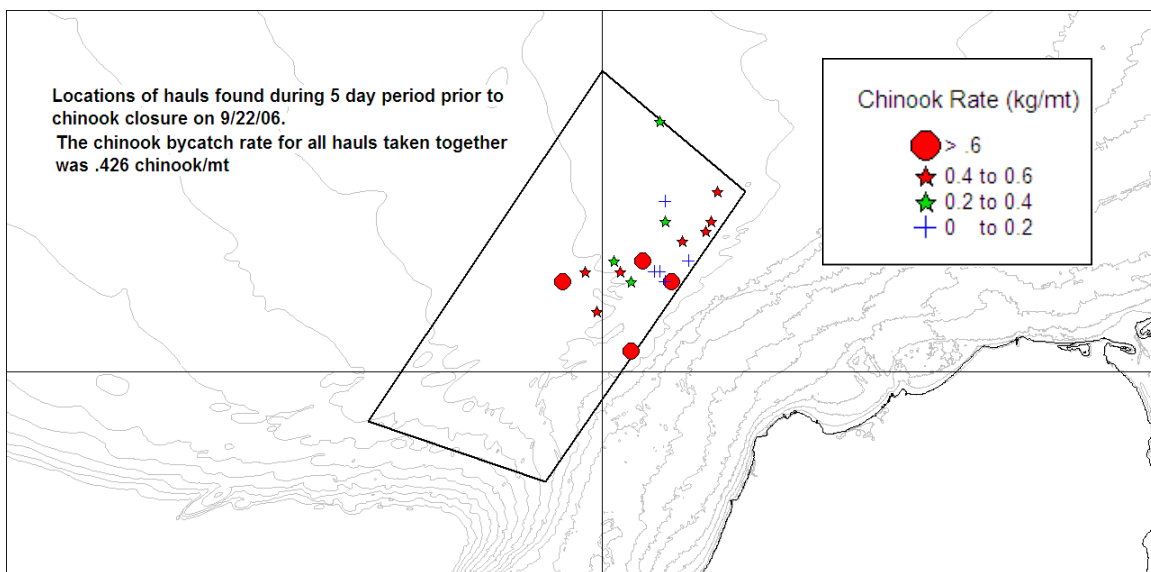 Locations of hauls found during 5 day period prior to
chinook closure on 9/22/06.
The chinook bycatch rate for all hauls taken together
was .426 chinook/mt
Chinook Rate (kg/mt)
> .6
0.4 to 0.6
0.2 to 0.4
0 to 0.2